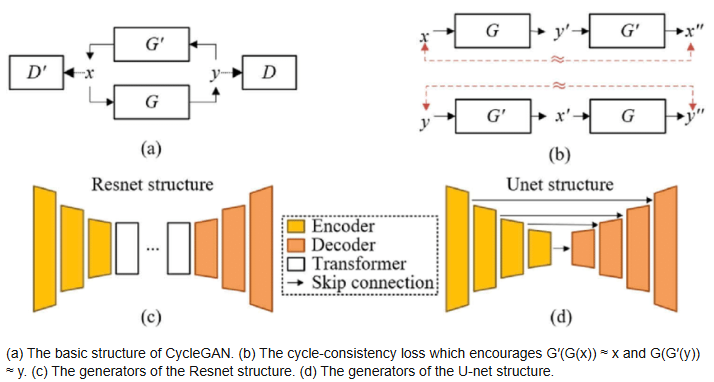 G'
D'
x
y
D
G
(a)
x
G
y'
G'
x"
≈
≈
y
G'
x'
G
y"
(b)
Resnet structure
...
(c)
Encoder
Decoder
Transformer
Skip connection
Unet structure
(d)
(a) The basic structure of CycleGAN. (b) The cycle-consistency loss which encourages G'(G(x)) ≈ x and G(G'(y))
≈ y. (c) The generators of the Resnet structure. (d) The generators of the U-net structure.